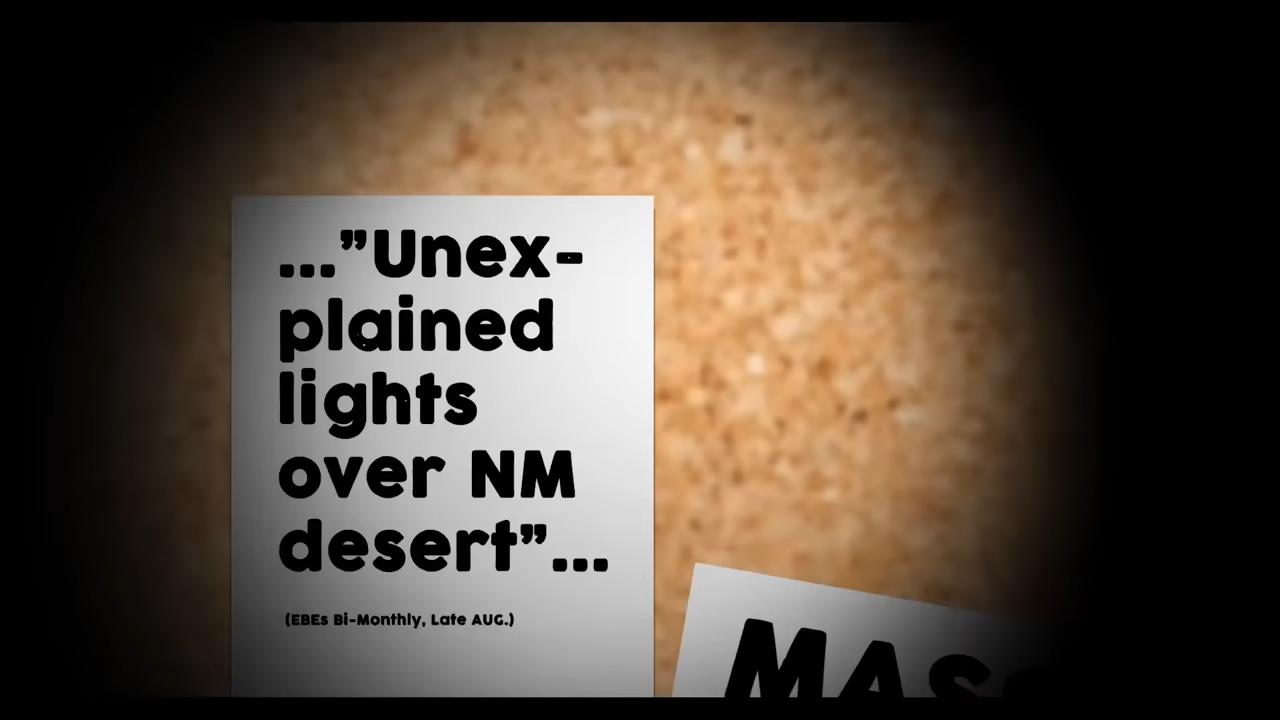 ..."Unex-
plained
lights
over NM
desert"...
(EBEs Bi-Monthly, Late AUG.)